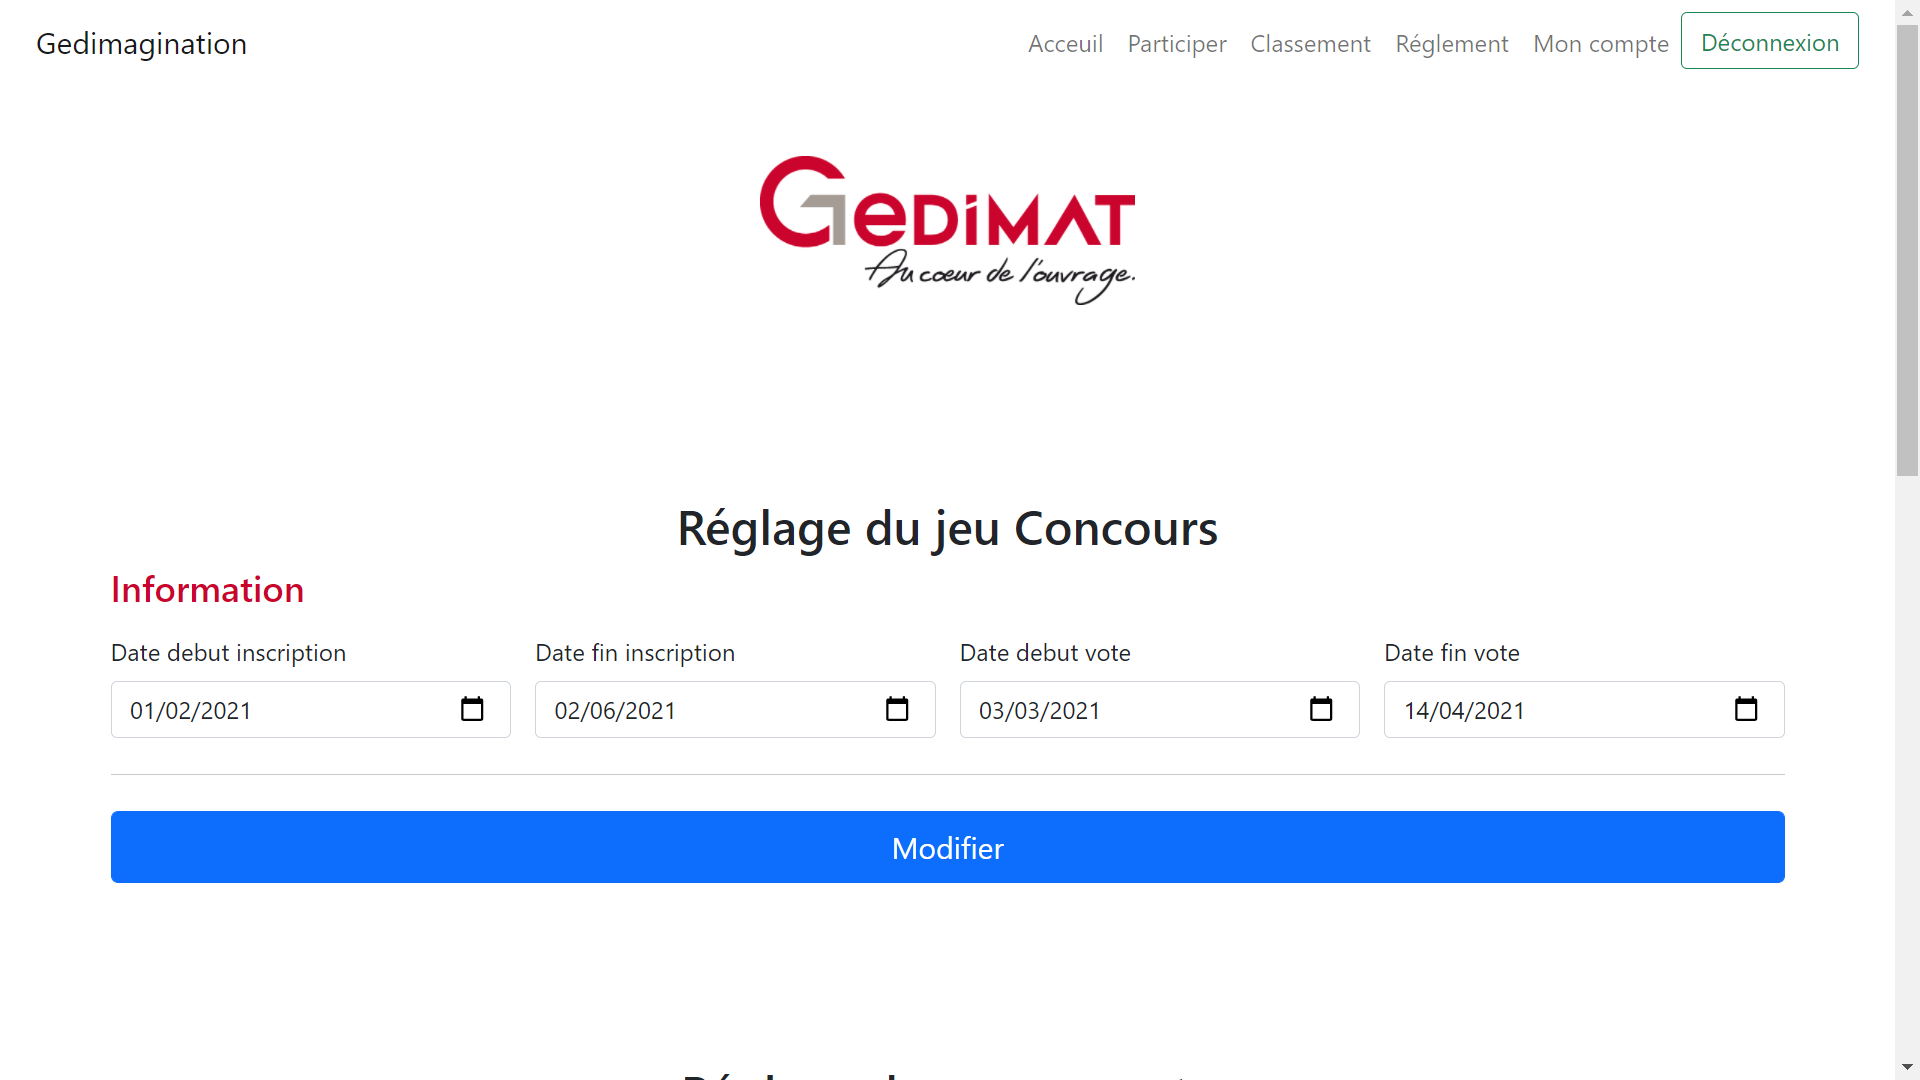 Gedimagination
Acceuil Participer Classement Réglement Mon compte Déconnexion
GEDIMAT
Au cœur de l'ouvrage.
Réglage du jeu Concours
Information
Date debut inscription Date fin inscription Date debut vote Date fin vote
01/02/2021 02/06/2021 03/03/2021 14/04/2021
Modifier